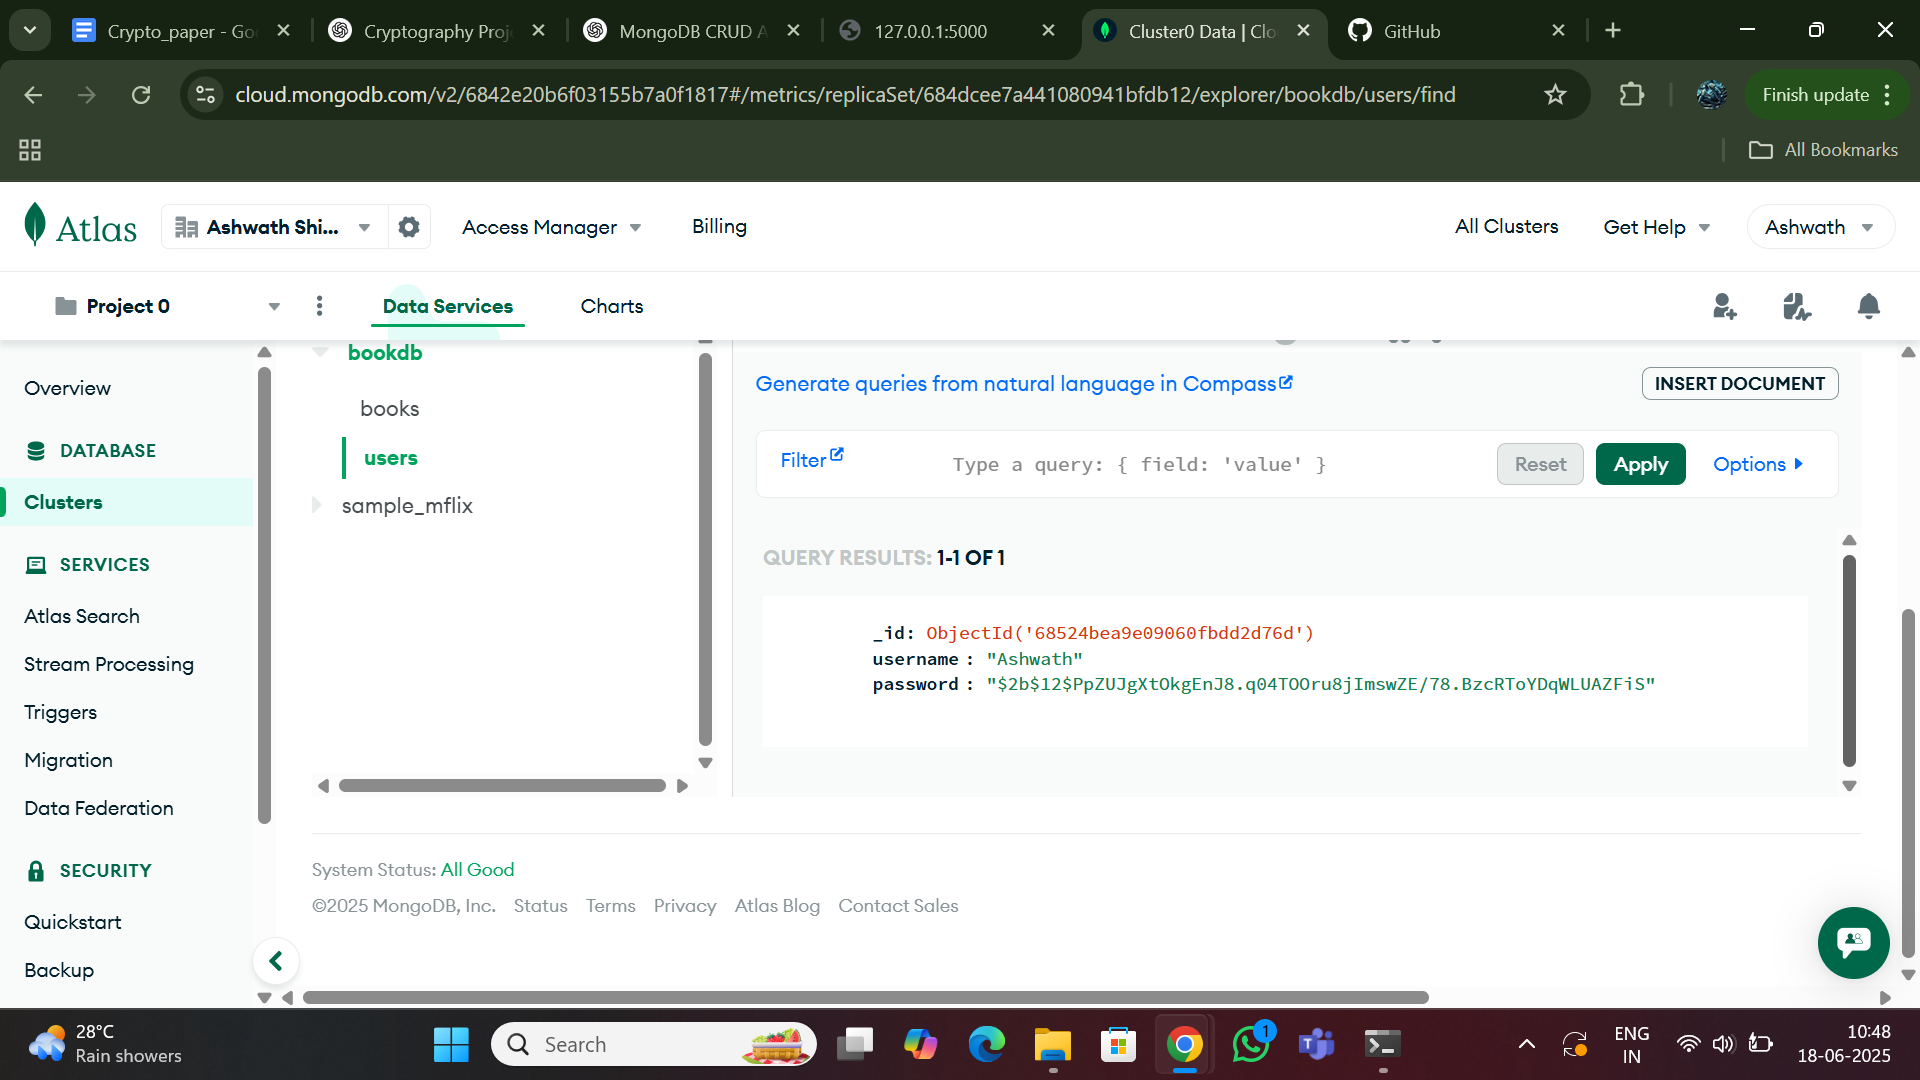 Crypto_paper - Go
Cryptography Proj
MongoDB CRUD A
127.0.0.1:5000
Cluster0 Data | Clo
GitHub
cloud.mongodb.com/v2/6842e20b6f03155b7a0f1817#/metrics/replicaSet/684dcee7a441080941bfdb12/explorer/bookdb/users/find
Finish update
All Bookmarks
Atlas
Ashwath Shi...
Access Manager
Billing
All Clusters
Get Help
Ashwath
Project 0
Data Services
Charts
Overview
DATABASE
Clusters
SERVICES
Atlas Search
Stream Processing
Triggers
Migration
Data Federation
SECURITY
Quickstart
Backup
bookdb
books
users
sample_mflix
Generate queries from natural language in Compass
INSERT DOCUMENT
Filter
Type a query: { field: 'value' }
Reset
Apply
Options
QUERY RESULTS: 1-1 OF 1
_id: ObjectId('68524bea9e09060fbdd2d76d')
username : "Ashwath"
password : "$2b$12$PpZUJgXtOkgEnJ8.q04TOOru8jImswZE/78.BzcRToYDqWLUAZFiS"
System Status: All Good
©2025 MongoDB, Inc. Status Terms Privacy Atlas Blog Contact Sales
28°C
Rain showers
Search
1
ENG
IN
10:48
18-06-2025